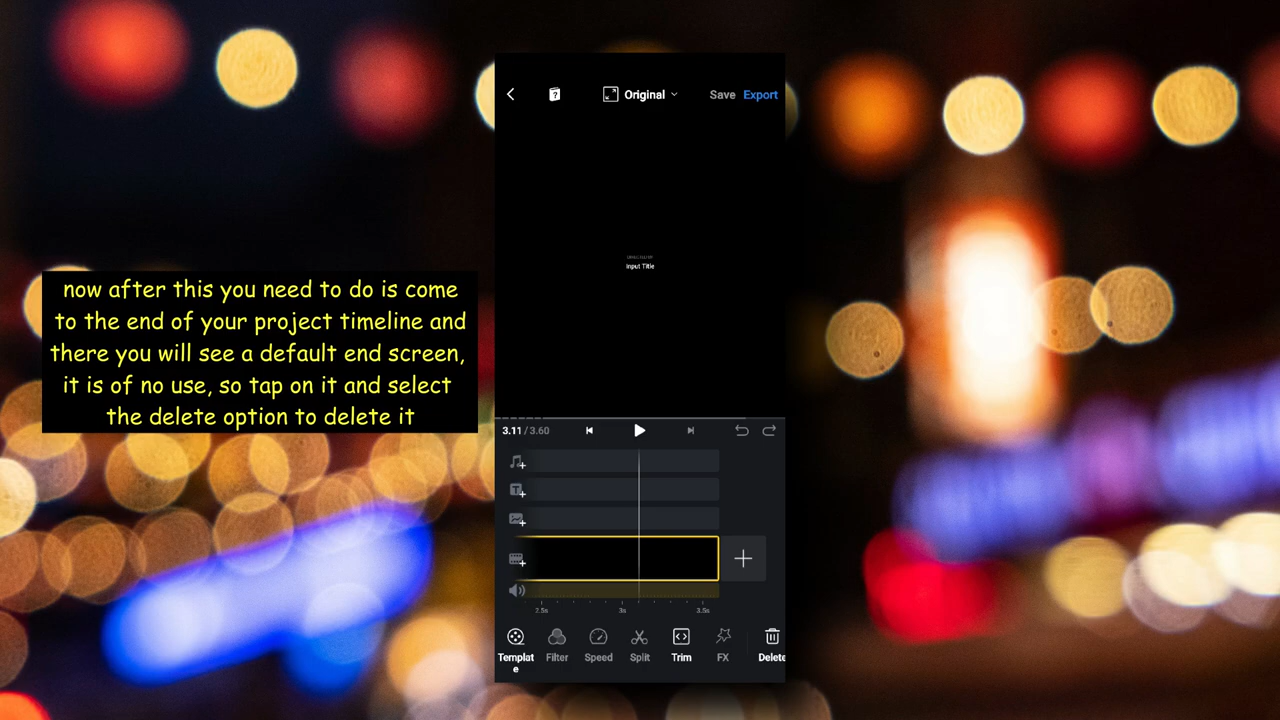 Original
Save Export
now after this you need to do is come
to the end of your project timeline and
there you will see a default end screen,
it is of no use, so tap on it and select
the delete option to delete it
Input Title
3.11 / 3.60
2.5s 3s 3.5s
Templat
e
Filter Speed Split Trim FX Delete